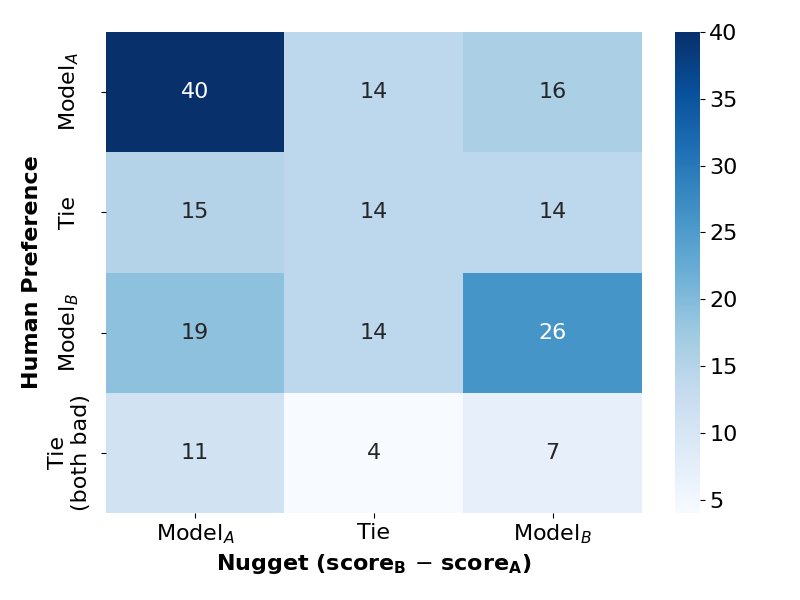 Human Preference
Model_A
40 14 16
Tie
15 14 14
Model_B
19 14 26
Tie
(both bad)
11 4 7
Model_A Tie Model_B
Nugget (score_B − score_A)
40
35
30
25
20
15
10
5